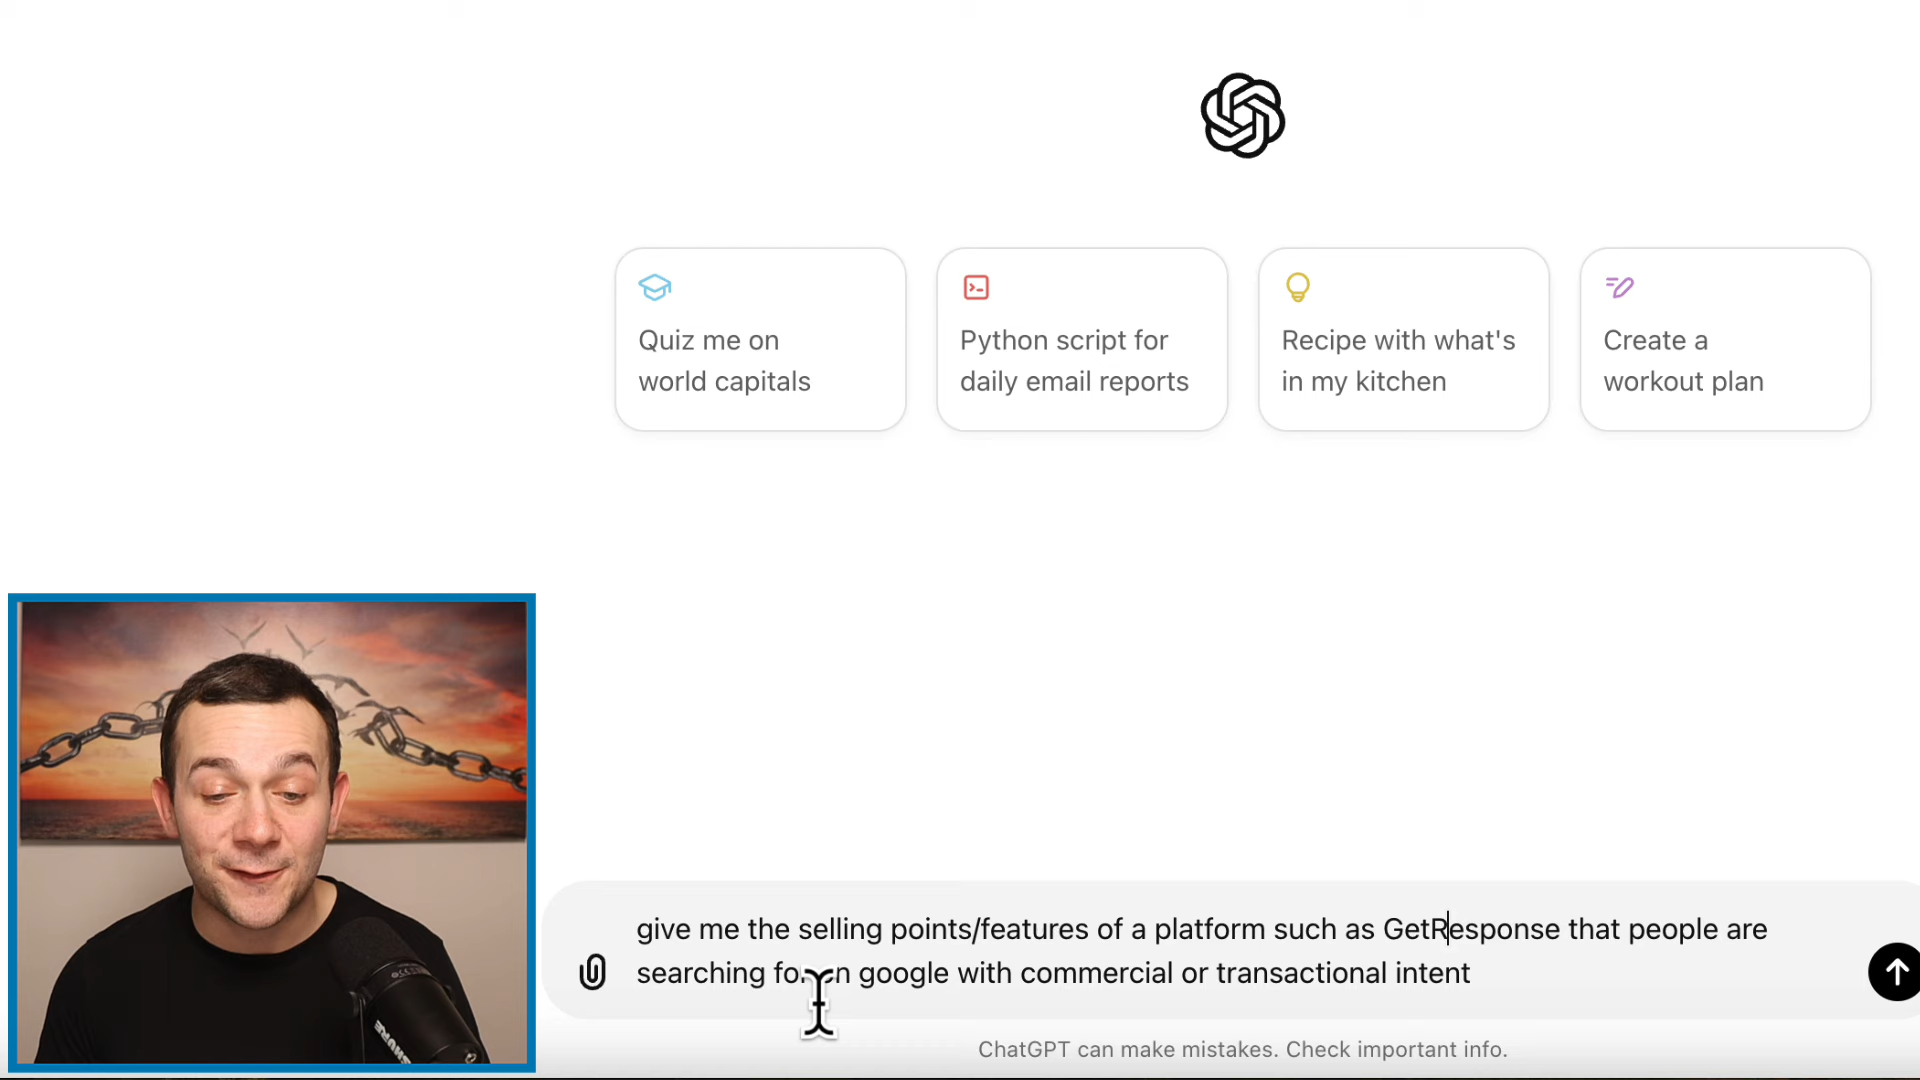 Quiz me on
world capitals
Python script for
daily email reports
Recipe with what's
in my kitchen
Create a
workout plan
give me the selling points/features of a platform such as GetResponse that people are
searching for on google with commercial or transactional intent
ChatGPT can make mistakes. Check important info.
SHURE